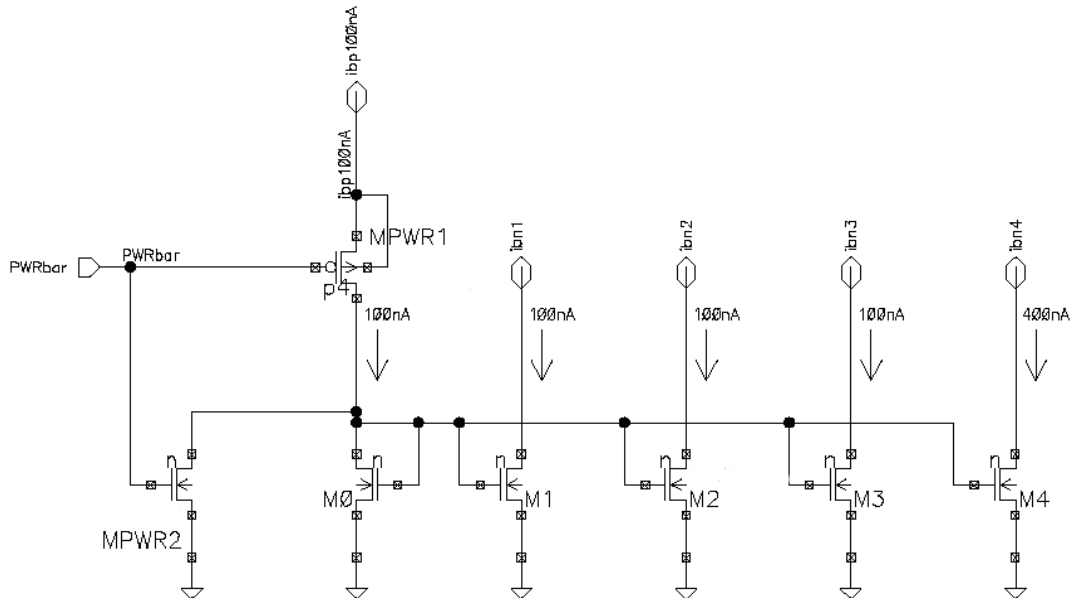 ibp100nA
ibp100nA
MPWR1
PWRbar
PWRbar
p4
ibn1
ibn2
ibn3
ibn4
100nA
100nA
100nA
100nA
400nA
n
n
n
n
n
n
M0
M1
M2
M3
M4
MPWR2